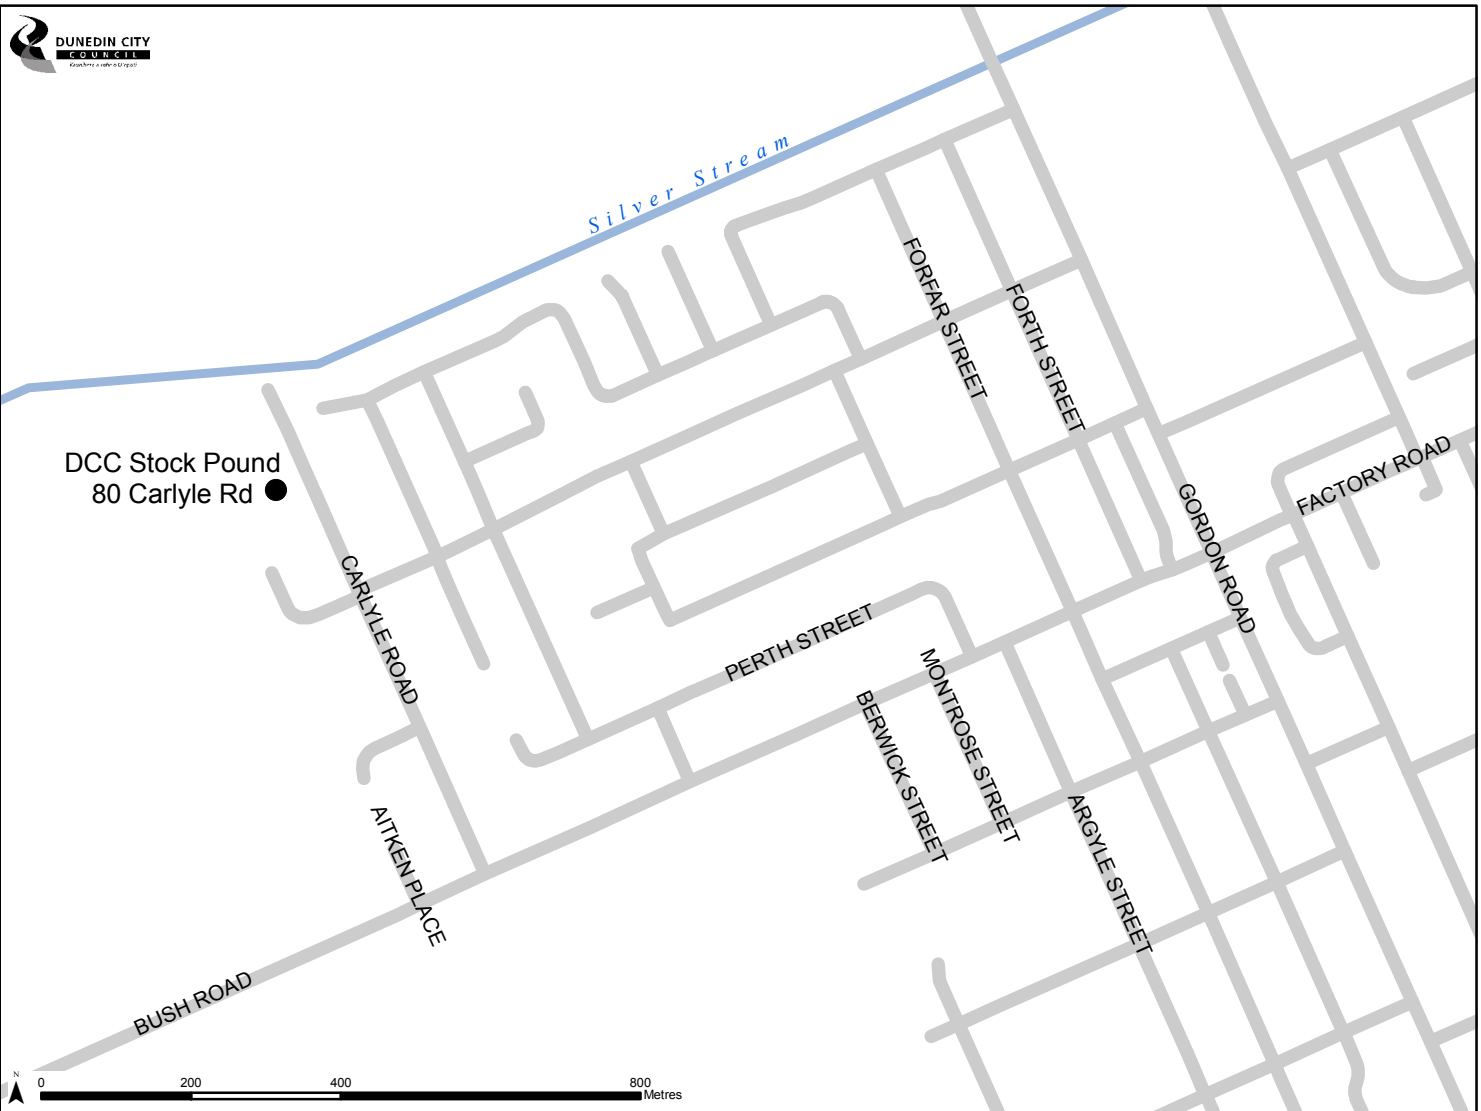 DUNEDIN CITY
COUNCIL
Silver Stream
FORFAR STREET
FORTH STREET
DCC Stock Pound
80 Carlyle Rd
FACTORY ROAD
GORDON ROAD
CARLYLE ROAD
PERTH STREET
MONTROSE STREET
BERWICK STREET
ARGYLE STREET
AITKEN PLACE
BUSH ROAD
N
0 200 400 800
Metres